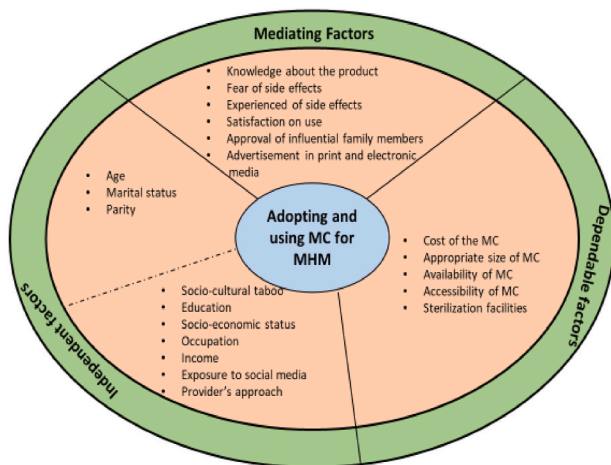 Mediating Factors
• Knowledge about the product
• Fear of side effects
• Experienced of side effects
• Satisfaction on use
• Approval of influential family members
• Advertisement in print and electronic
media
• Age
• Marital status
• Parity
Adopting and
using MC for
MHM
• Cost of the MC
• Appropriate size of MC
• Availability of MC
• Accessibility of MC
• Sterilization facilities
Dependable factors
• Socio-cultural taboo
• Education
• Socio-economic status
• Occupation
• Income
• Exposure to social media
• Provider's approach
Independent factors